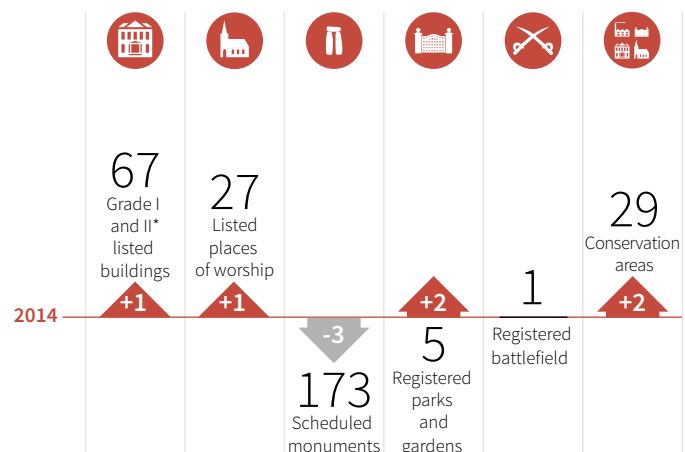 67
Grade I
and II*
listed
buildings
+1
27
Listed
places
of worship
+1
2014
-3
173
Scheduled
monuments
+2
5
Registered
parks
and
gardens
1
Registered
battlefield
29
Conservation
areas
+2